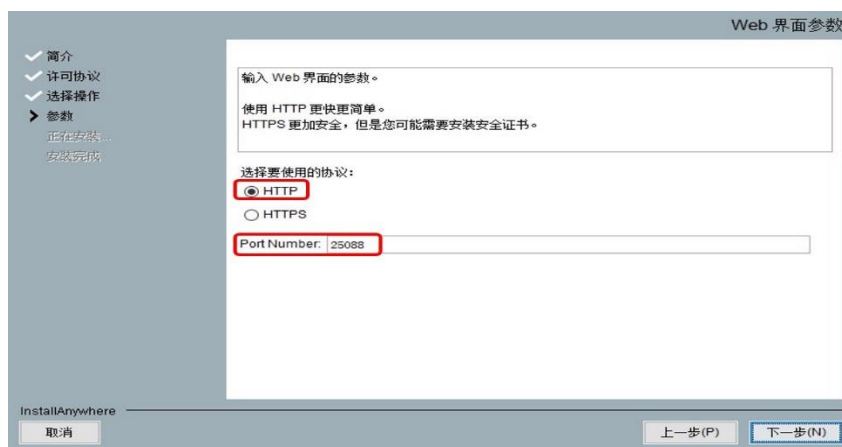 Web 界面参数
简介
许可协议
选择操作
参数
正在安装...
安装完成
输入 Web 界面的参数。
使用 HTTP 更快更简单。
HTTPS 更加安全，但是您可能需要安装安全证书。
选择要使用的协议：
HTTP
HTTPS
Port Number: 25088
InstallAnywhere
取消
上一步(P)
下一步(N)